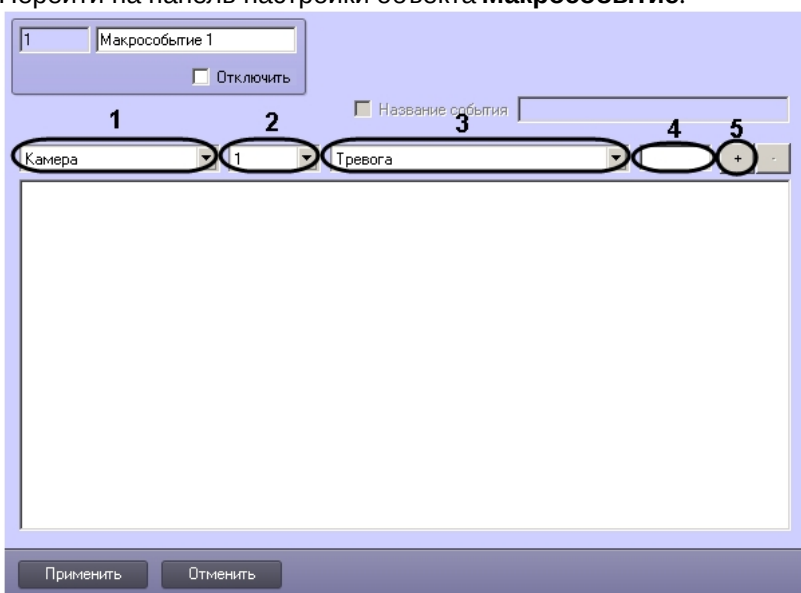 Перейти на панель настройки объекта Макрособытие.
1 Макрособытие 1
Отключить
Название события
1 2 3 4 5
Камера 1 Тревога + -
Применить Отменить